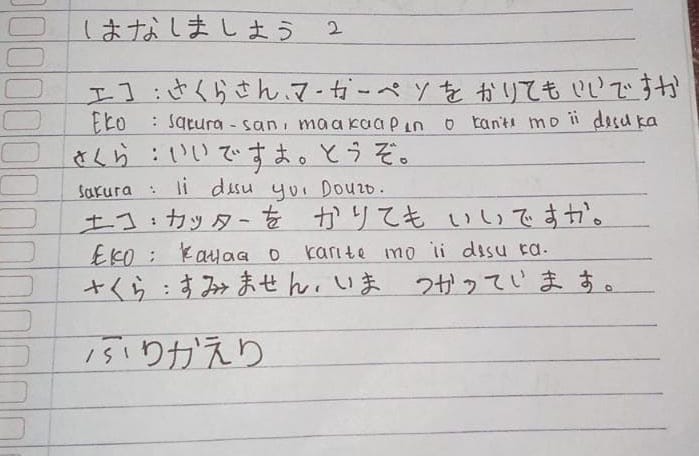 はなしましょう 2
エコ : さくらさん、マーガーペンを かりてもいいですか
EKO : sakura-san, maakaapen o karite mo ii desu ka
さくら : いいですよ。どうぞ。
sakura : ii desu yo, Douzo.
エコ : カッターを かりても いいですか。
EKO : Kattaa o karite mo ii desu ka.
さくら : すみません、いま つかっています。
ふりかえり